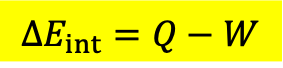 ΔE_int = Q − W